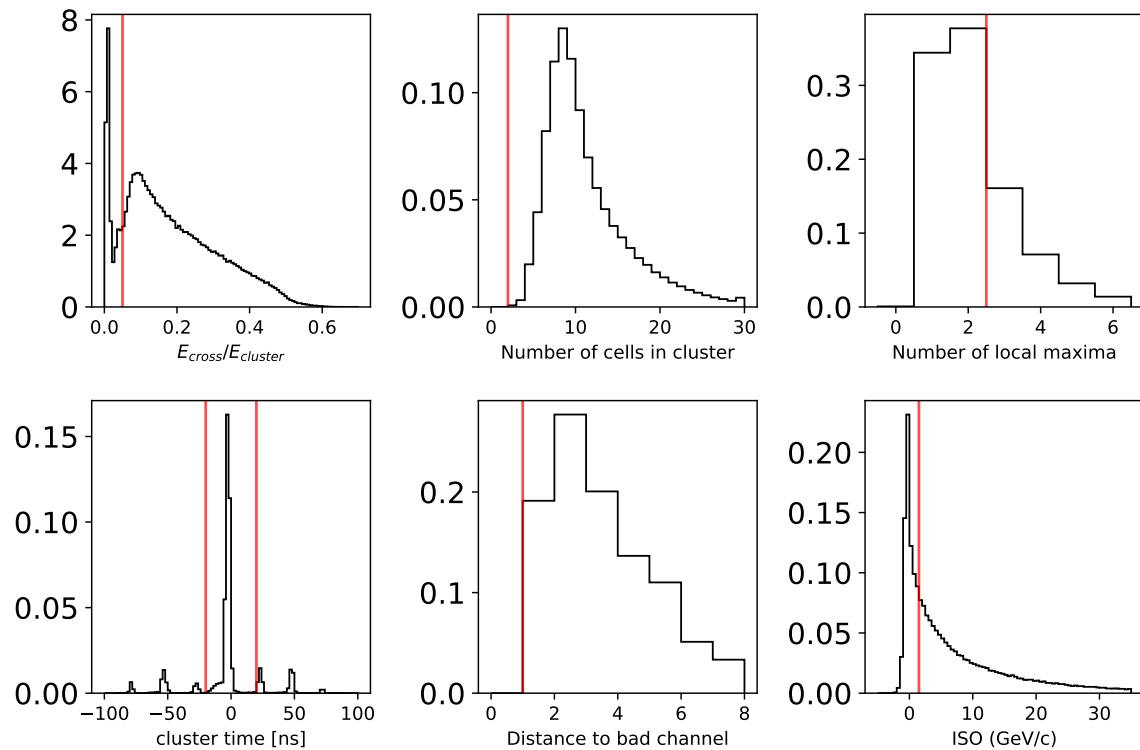 8
6
4
2
0
0.0 0.2 0.4 0.6
E_cross/E_cluster
0.10
0.05
0.00
0 10 20 30
Number of cells in cluster
0.3
0.2
0.1
0.0
0 2 4 6
Number of local maxima
0.15
0.10
0.05
0.00
−100 −50 0 50 100
cluster time [ns]
0.2
0.1
0.0
0 2 4 6 8
Distance to bad channel
0.20
0.15
0.10
0.05
0.00
0 10 20 30
ISO (GeV/c)